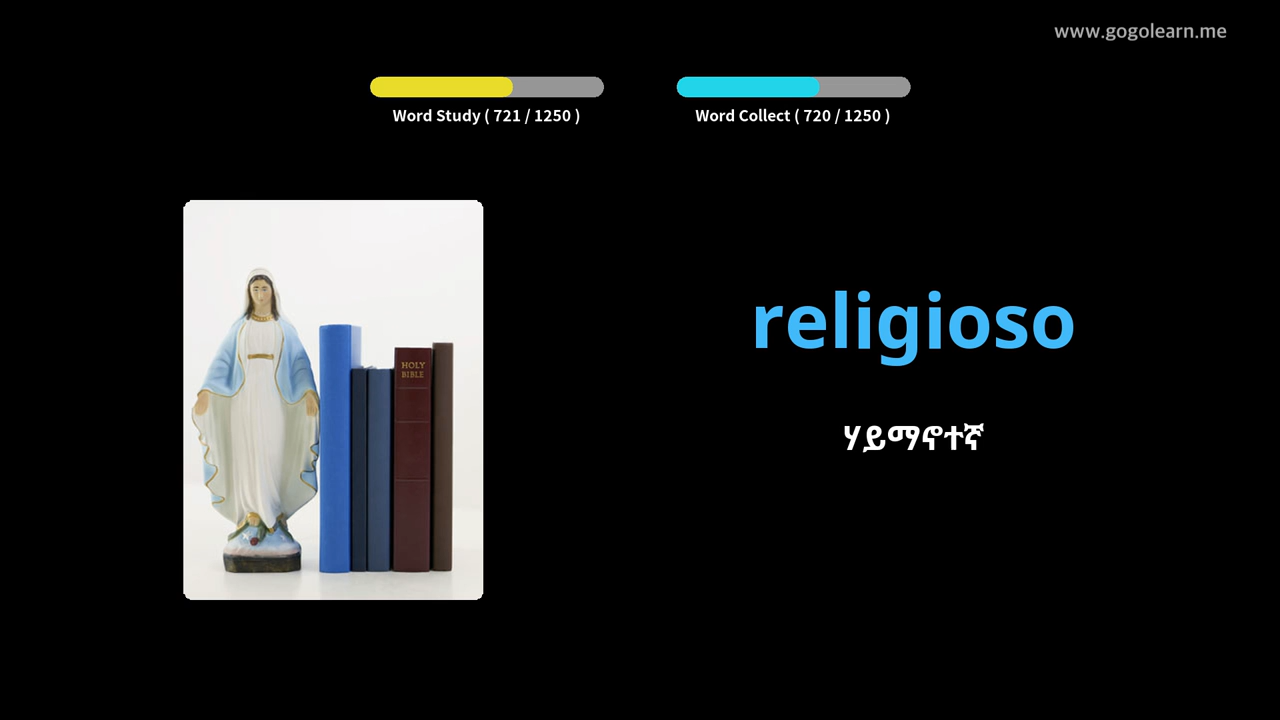 www.gogolearn.me
Word Study ( 721 / 1250 )
Word Collect ( 720 / 1250 )
HOLY
BIBLE
religioso
ሃይማኖተኛ